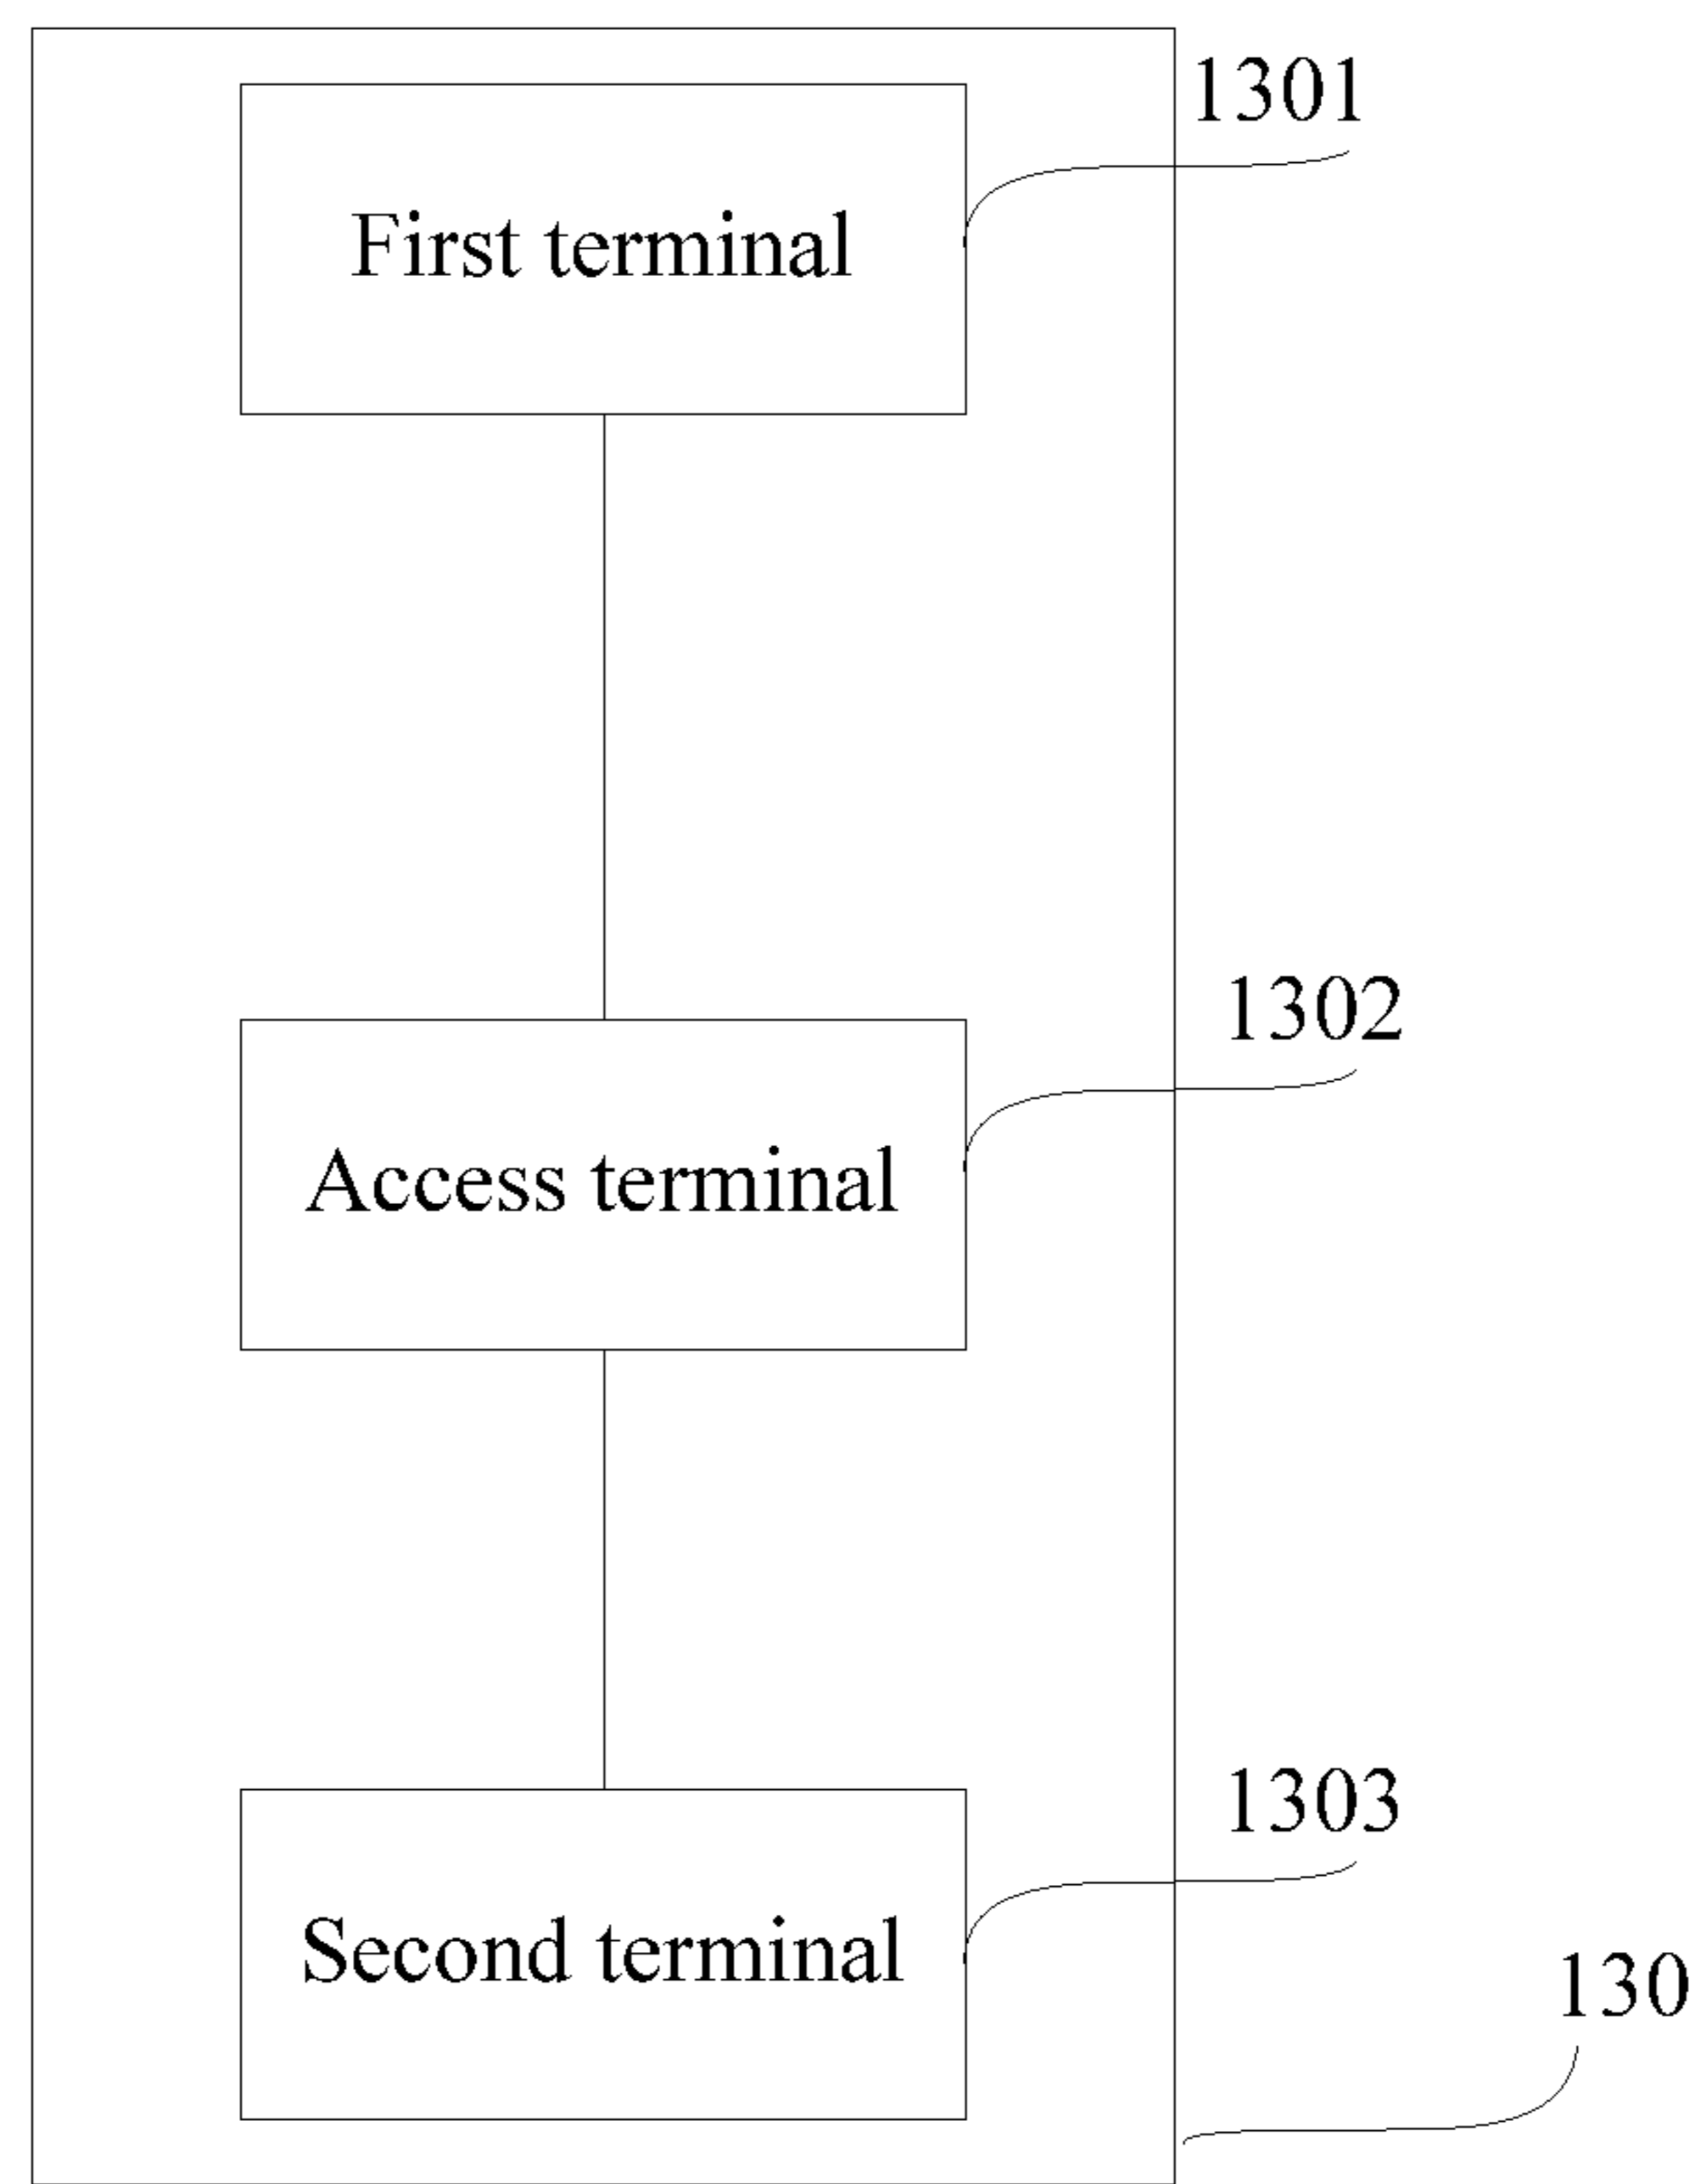 1301
First terminal
1302
Access terminal
1303
Second terminal
130